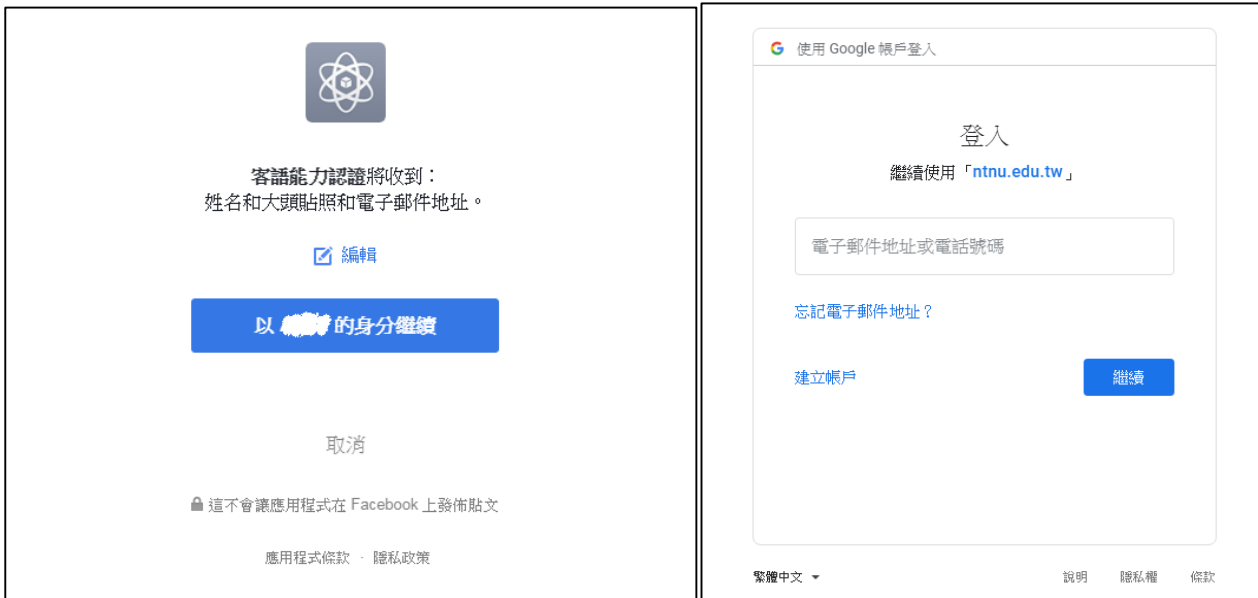 客語能力認證將收到：
姓名和大頭貼照和電子郵件地址。
編輯
以 的身分繼續
取消
這不會讓應用程式在 Facebook 上發佈貼文
應用程式條款 · 隱私政策
使用 Google 帳戶登入
登入
繼續使用「ntnu.edu.tw」
電子郵件地址或電話號碼
忘記電子郵件地址？
建立帳戶
繼續
繁體中文
說明 隱私權 條款